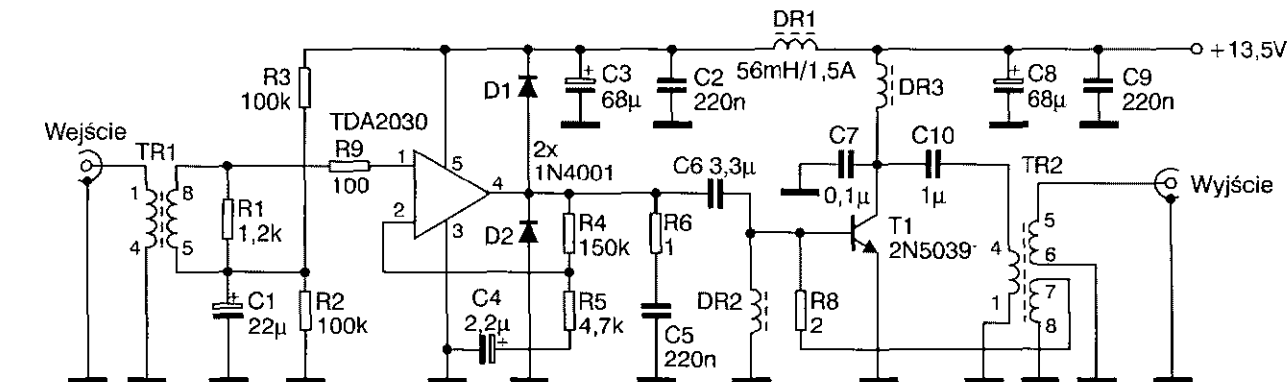 DR1
56mH/1,5A
+13,5V
R3
100k
D1
+
C3
68µ
C2
220n
DR3
+
C8
68µ
C9
220n
Wejście
TR1
1
8
4
5
TDA2030
R9
100
1
5
2
3
4
2x
1N4001
C7
0,1µ
C10
1µ
TR2
Wyjście
C6 3,3µ
R1
1,2k
D2
R4
150k
R6
1
T1
2N5039
4
1
5
6
7
8
+
C1
22µ
R2
100k
C4
2,2µ
+
R5
4,7k
C5
220n
DR2
R8
2